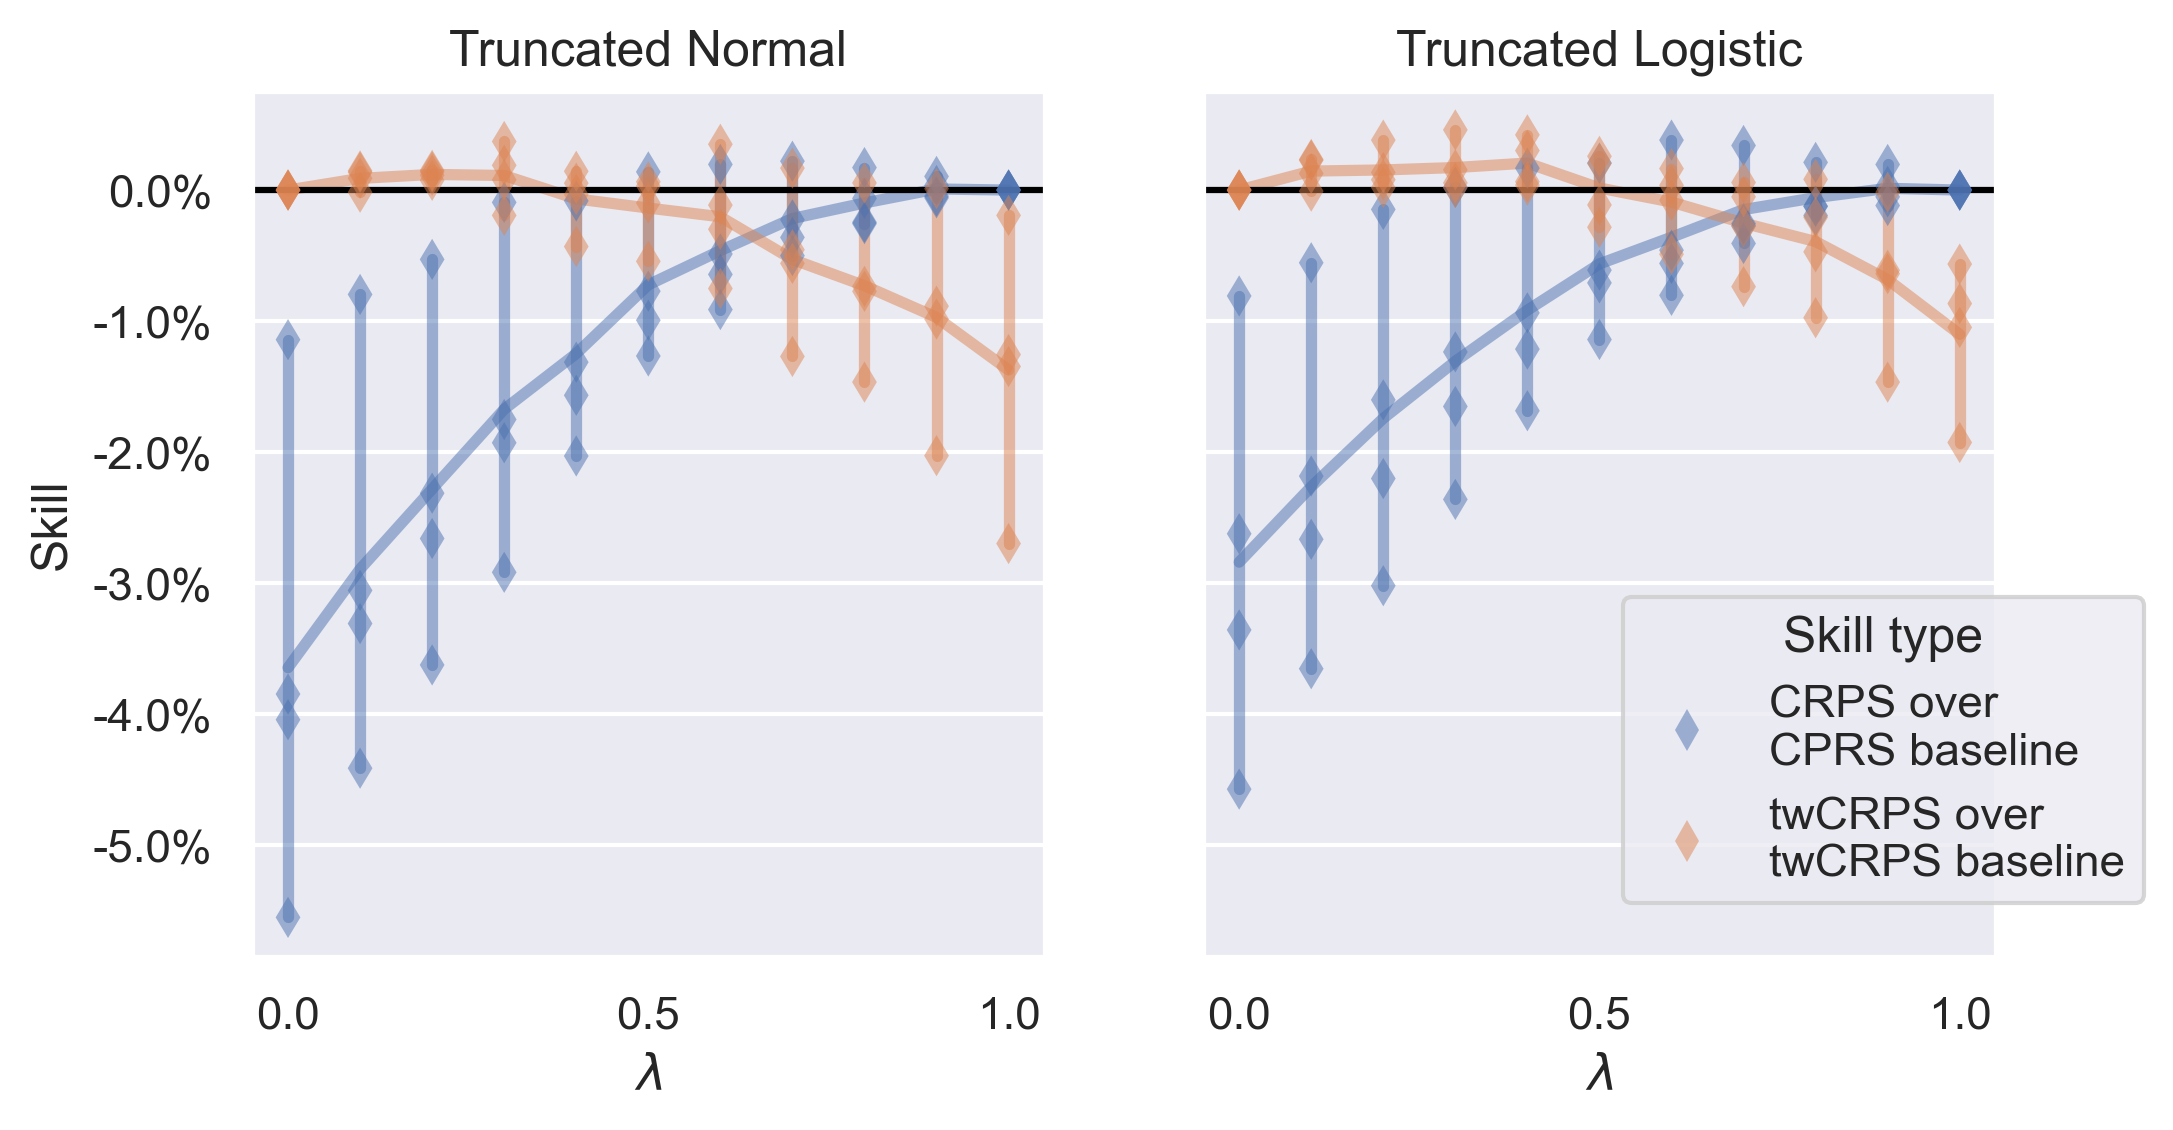 Truncated Normal
Truncated Logistic
Skill
0.0%
-1.0%
-2.0%
-3.0%
-4.0%
-5.0%
0.0 0.5 1.0
λ
0.0 0.5 1.0
λ
Skill type
CRPS over
CPRS baseline
twCRPS over
twCRPS baseline